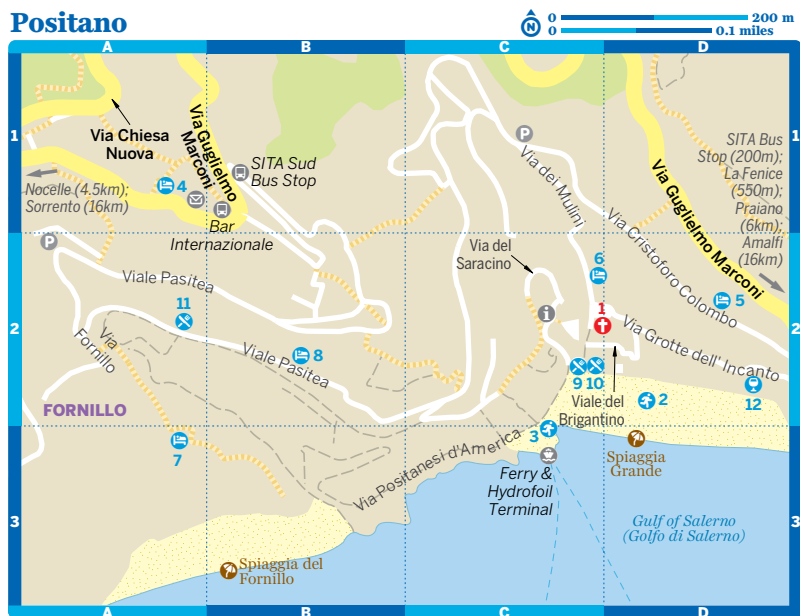 Positano
N
0 200 m
0 0.1 miles
A B C D
1 1
2 2
3 3
A B C D
Via Chiesa
Nuova
Via Guglielmo
Marconi
SITA Sud
Bus Stop
4
Nocelle (4.5km);
Sorrento (16km)
Bar
Internazionale
P
Via dei Mulini
Via Guglielmo Marconi
SITA Bus
Stop (200m);
La Fenice
(550m);
Praiano
(6km);
Amalfi
(16km)
Via Cristoforo Colombo
P
Viale Pasitea
Via del
Saracino
6
5
11
i
1
Via
Fornillo
Viale Pasitea
8
Via Grotte dell' Incanto
9 10
Viale del
Brigantino
2
12
FORNILLO
7
3
Via Positanesi d'America
Spiaggia
Grande
Ferry &
Hydrofoil
Terminal
Gulf of Salerno
(Golfo di Salerno)
Spiaggia del
Fornillo